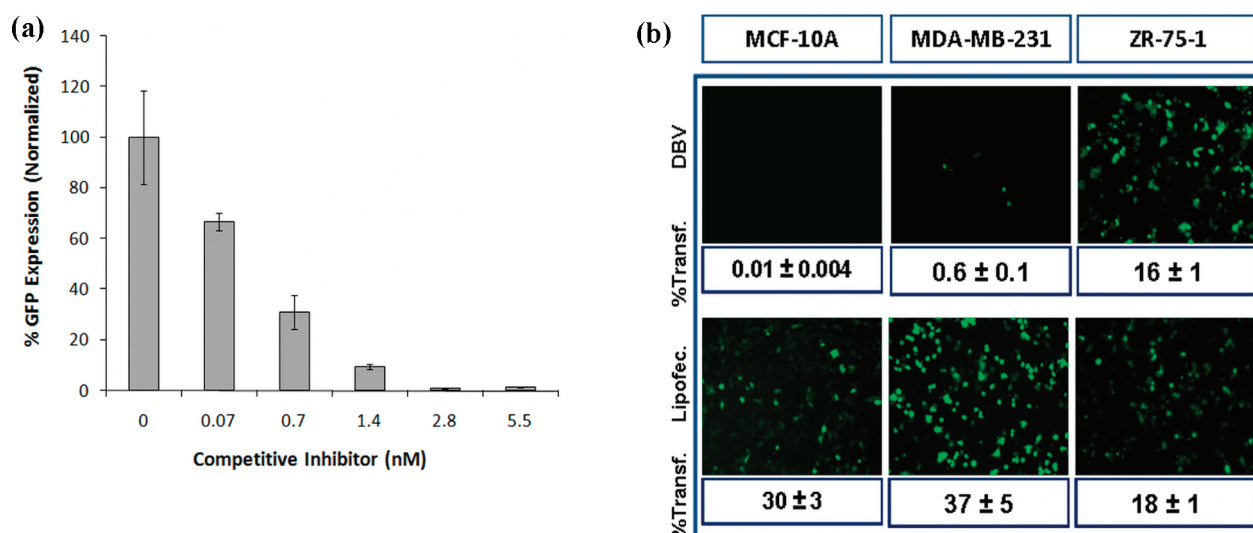 (a)
% GFP Expression (Normalized)
140
120
100
80
60
40
20
0
0 0.07 0.7 1.4 2.8 5.5
Competitive Inhibitor (nM)
(b)
MCF-10A MDA-MB-231 ZR-75-1
DBV
%Transf.
0.01 ± 0.004 0.6 ± 0.1 16 ± 1
Lipofec.
%Transf.
30 ± 3 37 ± 5 18 ± 1